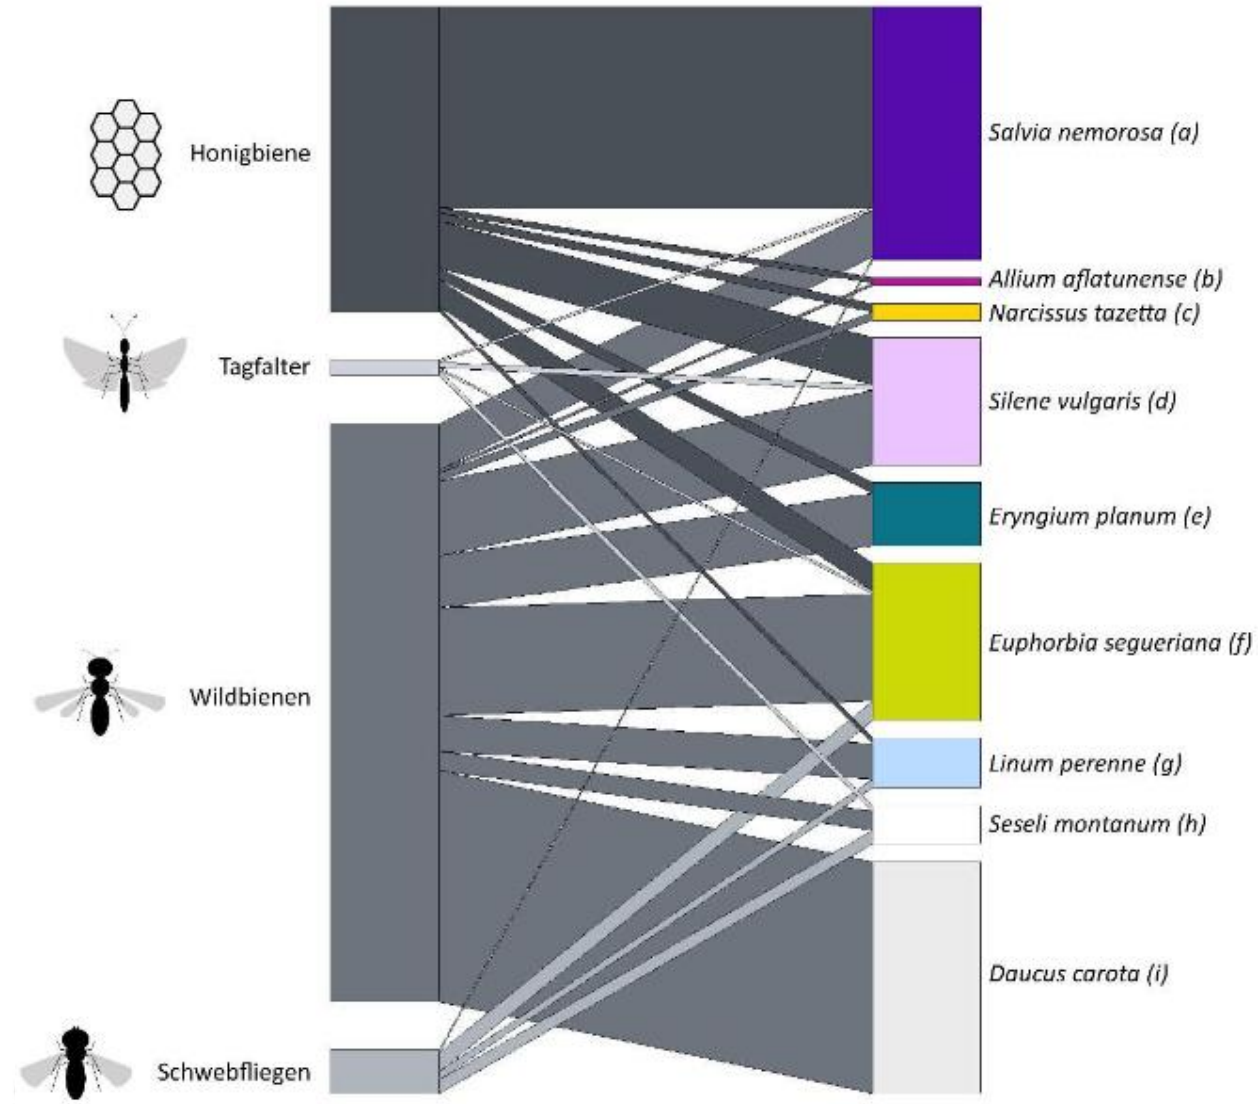 Honigbiene
Tagfalter
Wildbienen
Schwebfliegen
Salvia nemorosa (a)
Allium aflatunense (b)
Narcissus tazetta (c)
Silene vulgaris (d)
Eryngium planum (e)
Euphorbia segueriana (f)
Linum perenne (g)
Seseli montanum (h)
Daucus carota (i)